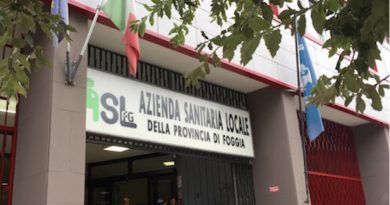 ASL FG
AZIENDA SANITARIA LOCALE
DELLA PROVINCIA DI FOGGIA